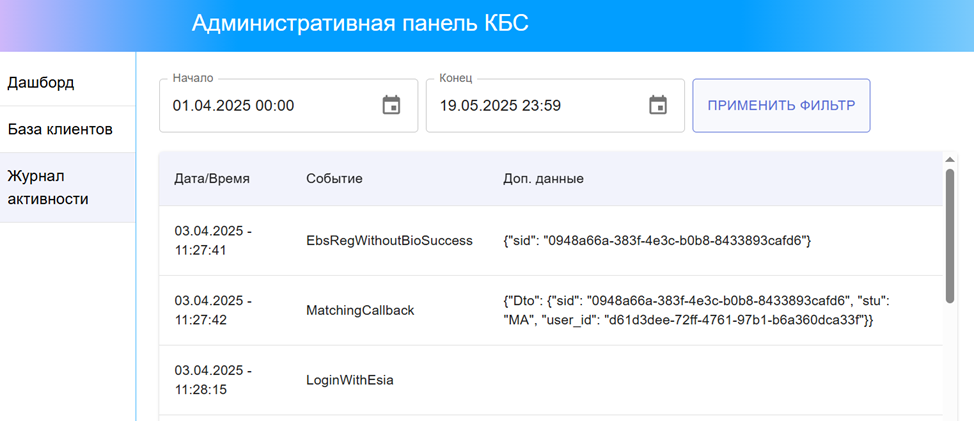 Административная панель КБС
Дашборд
База клиентов
Журнал
активности
Начало
01.04.2025 00:00
Конец
19.05.2025 23:59
ПРИМЕНИТЬ ФИЛЬТР
Дата/Время
Событие
Доп. данные
03.04.2025 -
11:27:41
EbsRegWithoutBioSuccess
{"sid": "0948a66a-383f-4e3c-b0b8-8433893cafd6"}
03.04.2025 -
11:27:42
MatchingCallback
{"Dto": {"sid": "0948a66a-383f-4e3c-b0b8-8433893cafd6", "stu":
"MA", "user_id": "d61d3dee-72ff-4761-97b1-b6a360dca33f"}}
03.04.2025 -
11:28:15
LoginWithEsia